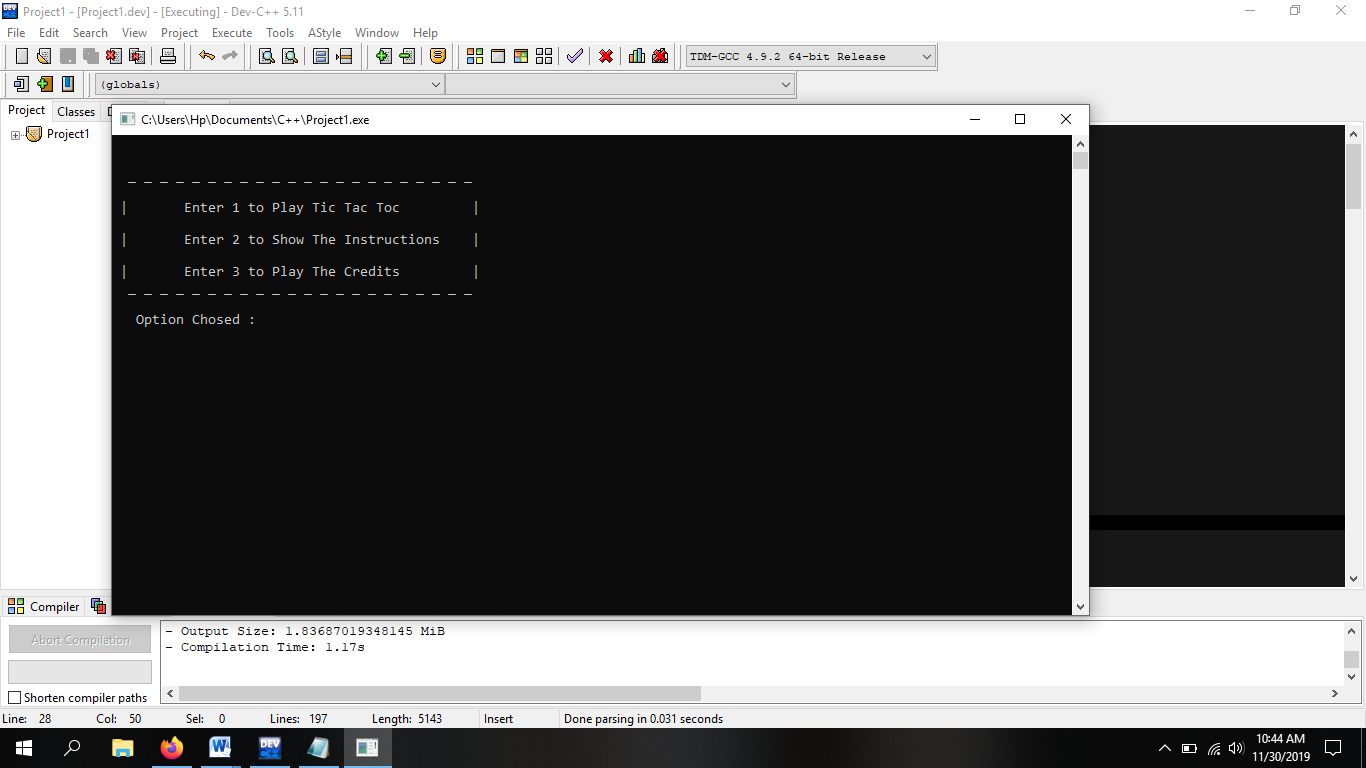 Project1 - [Project1.dev] - [Executing] - Dev-C++ 5.11
File Edit Search View Project Execute Tools AStyle Window Help
TDM-GCC 4.9.2 64-bit Release
(globals)
Project Classes
Project1
C:\Users\Hp\Documents\C++\Project1.exe
_ _ _ _ _ _ _ _ _ _ _ _ _ _ _ _ _ _ _ _ _ _
| Enter 1 to Play Tic Tac Toc |
| Enter 2 to Show The Instructions |
| Enter 3 to Play The Credits |
_ _ _ _ _ _ _ _ _ _ _ _ _ _ _ _ _ _ _ _ _ _
Option Chosed :
Compiler
Abort Compilation
Shorten compiler paths
- Output Size: 1.83687019348145 MiB
- Compilation Time: 1.17s
Line: 28 Col: 50 Sel: 0 Lines: 197 Length: 5143 Insert Done parsing in 0.031 seconds
10:44 AM
11/30/2019